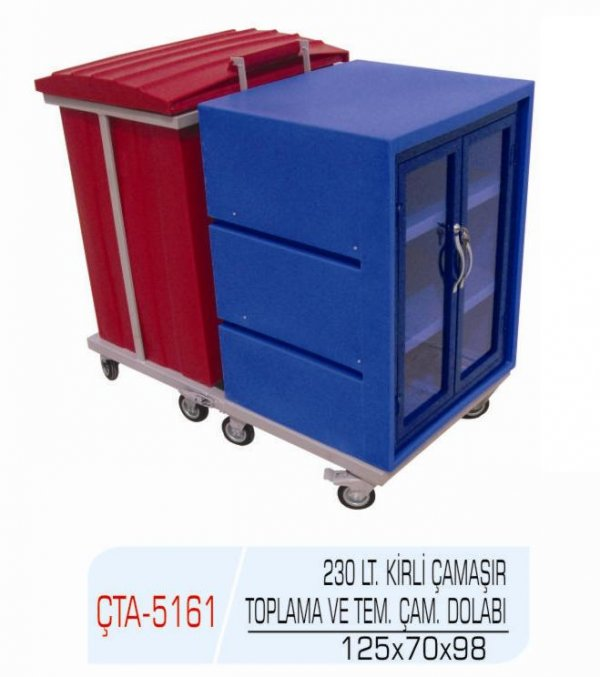 ÇTA-5161
230 LT. KİRLİ ÇAMAŞIR
TOPLAMA VE TEM. ÇAM. DOLABI
125x70x98